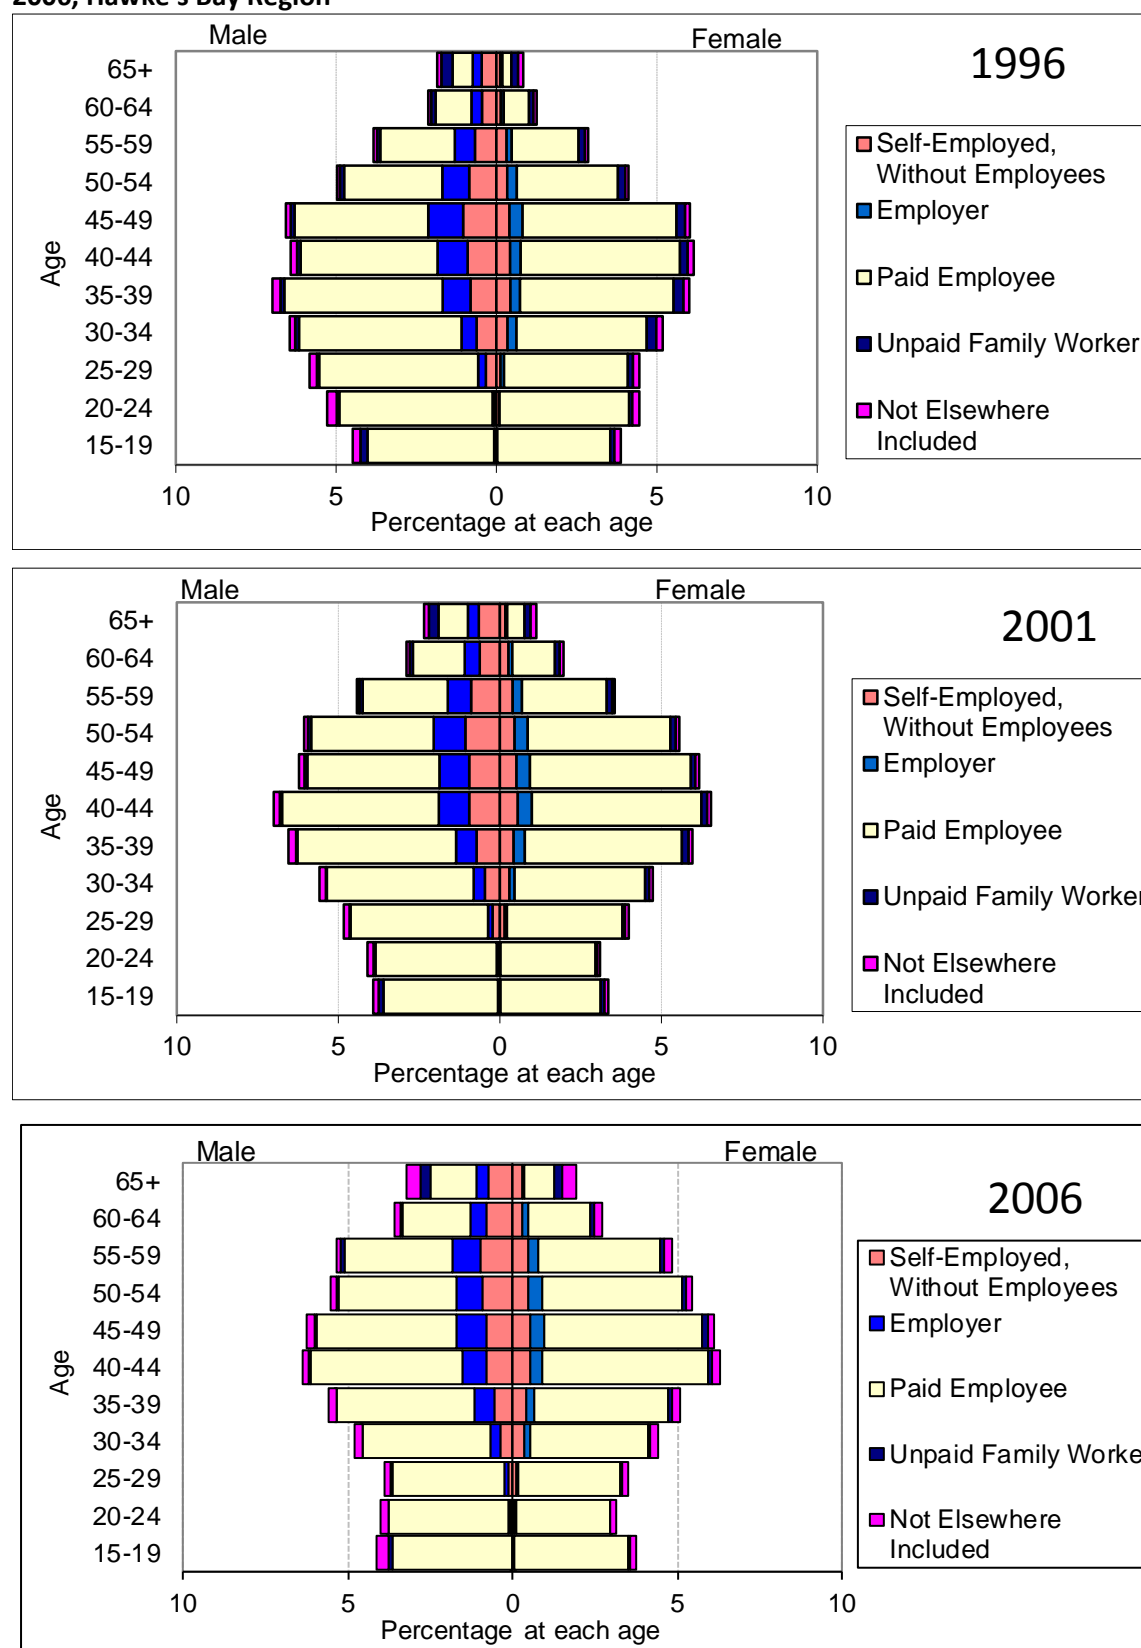 2006, Hawke's Bay Region
Male
Female
1996
65+
60-64
55-59
50-54
45-49
40-44
35-39
30-34
25-29
20-24
15-19
Age
10 5 0 5 10
Percentage at each age
Self-Employed,
Without Employees
Employer
Paid Employee
Unpaid Family Worker
Not Elsewhere
Included
Male
Female
2001
65+
60-64
55-59
50-54
45-49
40-44
35-39
30-34
25-29
20-24
15-19
Age
10 5 0 5 10
Percentage at each age
Self-Employed,
Without Employees
Employer
Paid Employee
Unpaid Family Worker
Not Elsewhere
Included
Male
Female
2006
65+
60-64
55-59
50-54
45-49
40-44
35-39
30-34
25-29
20-24
15-19
Age
10 5 0 5 10
Percentage at each age
Self-Employed,
Without Employees
Employer
Paid Employee
Unpaid Family Worke
Not Elsewhere
Included